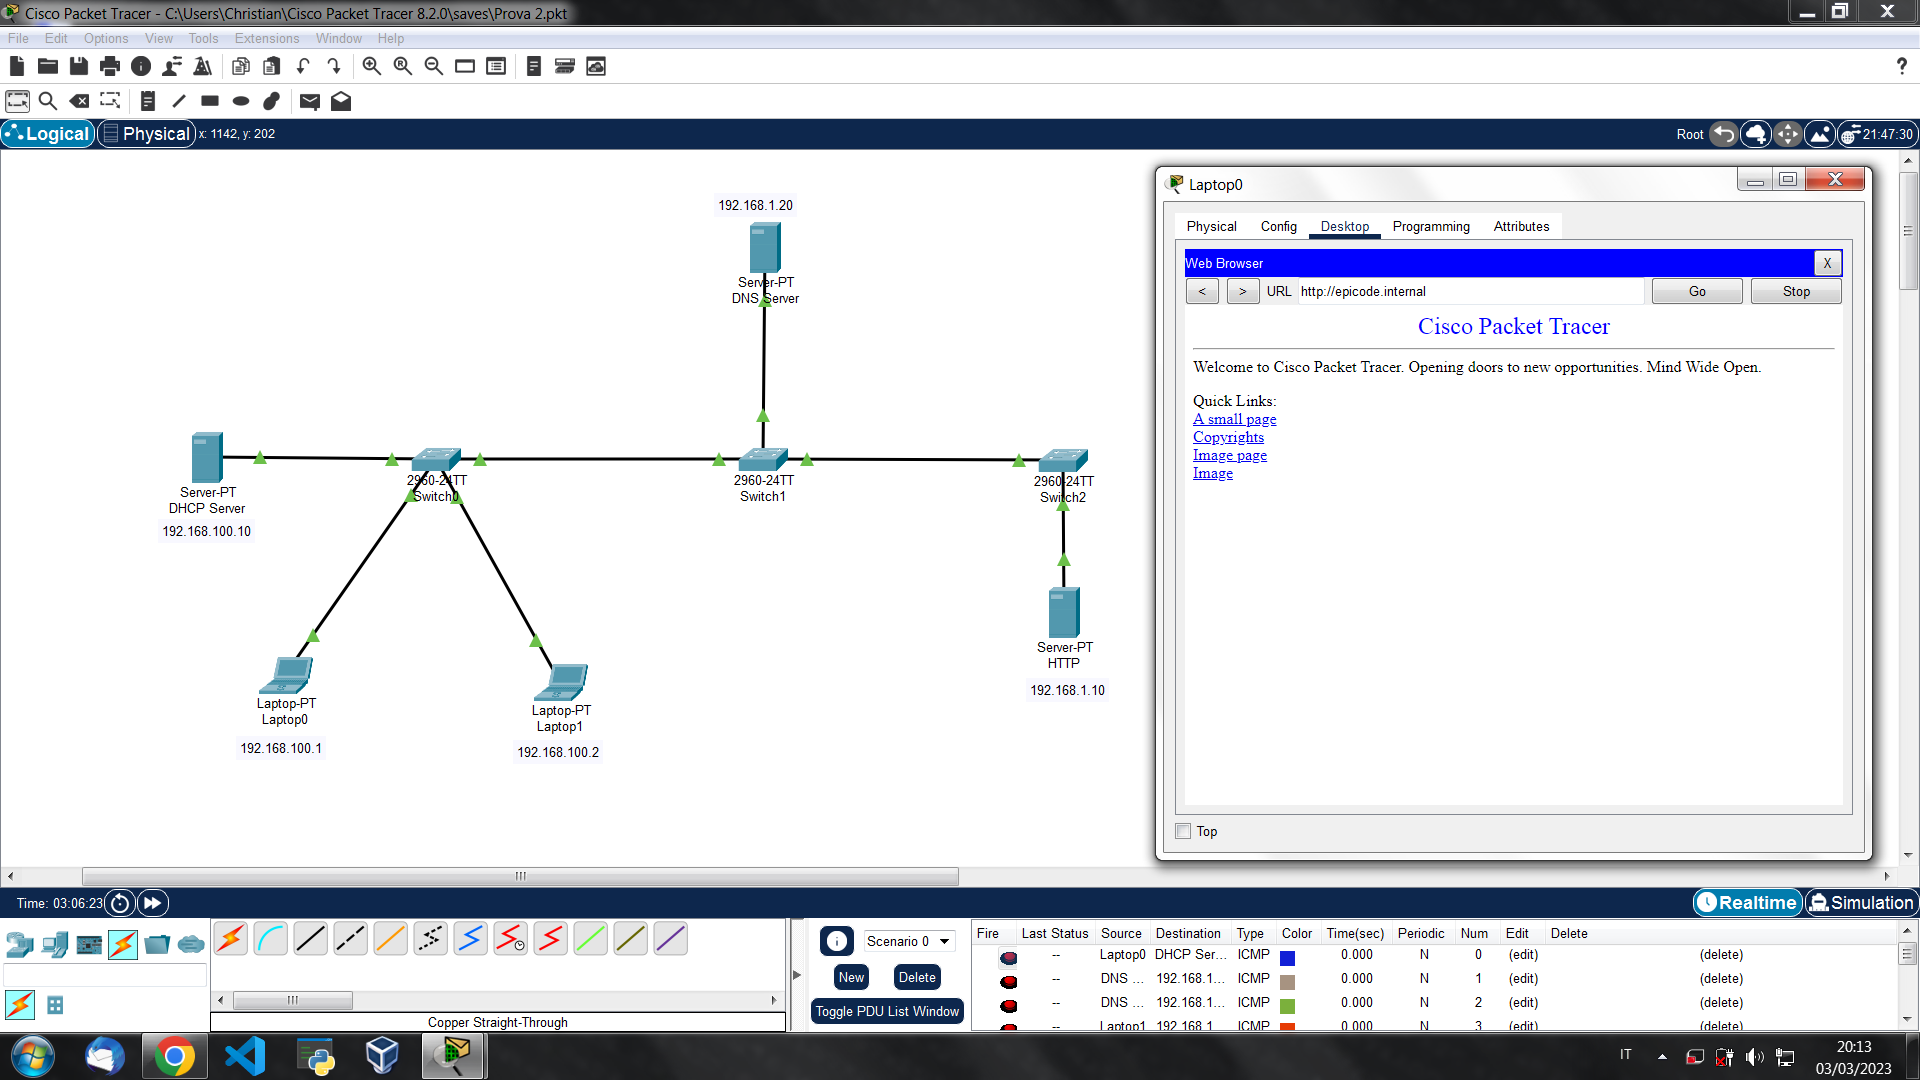 Cisco Packet Tracer - C:\Users\Christian\Cisco Packet Tracer 8.2.0\saves\Prova 2.pkt
File Edit Options View Tools Extensions Window Help
Logical Physical x: 1142, y: 202 Root 21:47:30
192.168.1.20
Server-PT
DNS Server
Server-PT
DHCP Server
192.168.100.10
2960-24TT
Switch0
2960-24TT
Switch1
2960-24TT
Switch2
Server-PT
HTTP
192.168.1.10
Laptop-PT
Laptop0
192.168.100.1
Laptop-PT
Laptop1
192.168.100.2
Laptop0
Physical Config Desktop Programming Attributes
Web Browser X
< > URL http://epicode.internal Go Stop
Cisco Packet Tracer
Welcome to Cisco Packet Tracer. Opening doors to new opportunities. Mind Wide Open.
Quick Links:
A small page
Copyrights
Image page
Image
Top
Time: 03:06:23 Realtime Simulation
Copper Straight-Through
Scenario 0
New Delete
Toggle PDU List Window
Fire Last Status Source Destination Type Color Time(sec) Periodic Num Edit Delete
-- Laptop0 DHCP Ser... ICMP 0.000 N 0 (edit) (delete)
-- DNS ... 192.168.1... ICMP 0.000 N 1 (edit) (delete)
-- DNS ... 192.168.1... ICMP 0.000 N 2 (edit) (delete)
-- Laptop1 192.168.1 ICMP 0.000 N 3 (edit) (delete)
IT 20:13
03/03/2023